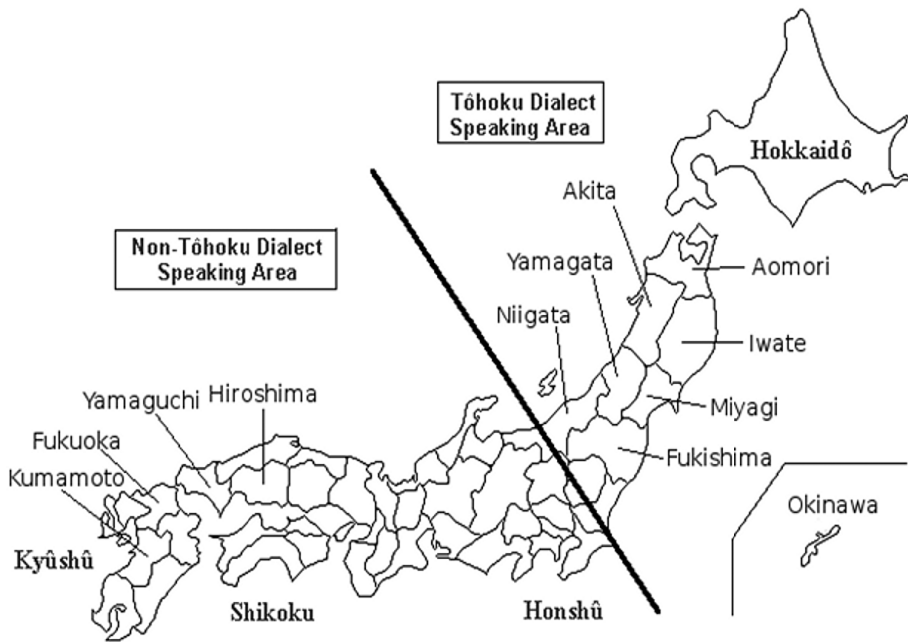 Tôhoku Dialect
Speaking Area
Hokkaidô
Akita
Non-Tôhoku Dialect
Speaking Area
Yamagata
Aomori
Niigata
Iwate
Yamaguchi
Hiroshima
Miyagi
Fukuoka
Fukishima
Kumamoto
Okinawa
Kyûshû
Shikoku
Honshû